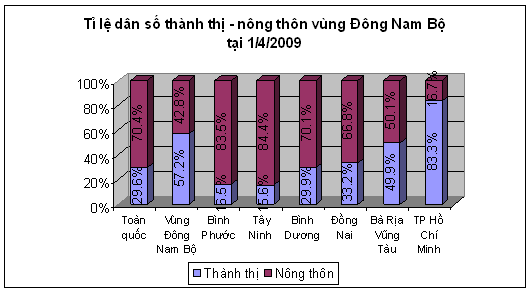 Tỉ lệ dân số thành thị - nông thôn vùng Đông Nam Bộ
tại 1/4/2009
100%
80%
60%
40%
20%
0%
70.4%
29.6%
42.8%
57.2%
83.5%
16.5%
84.4%
15.6%
70.1%
29.9%
66.8%
33.2%
50.1%
49.9%
16.7%
83.3%
Toàn
quốc
Vùng
Đông
Nam Bộ
Bình
Phước
Tây
Ninh
Bình
Dương
Đồng
Nai
Bà Rịa
Vũng
Tàu
TP Hồ
Chí
Minh
Thành thị
Nông thôn